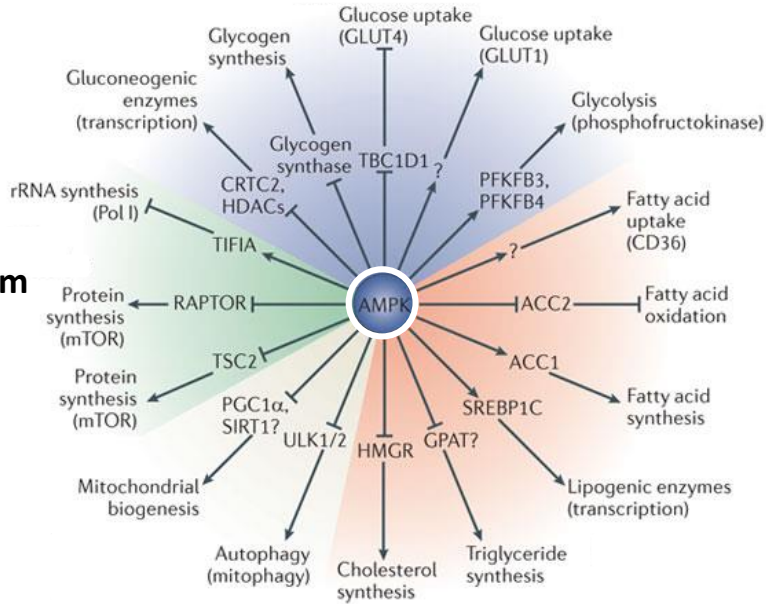 Glucose uptake
(GLUT4)
Glucose uptake
(GLUT1)
Glycogen
synthesis
Gluconeogenic
enzymes
(transcription)
Glycolysis
(phosphofructokinase)
Glycogen
synthase
TBC1D1
?
CRTC2,
HDACs
PFKFB3,
PFKFB4
rRNA synthesis
(Pol I)
TIFIA
?
Fatty acid
uptake
(CD36)
m
Protein
synthesis
(mTOR)
RAPTOR
AMPK
ACC2
Fatty acid
oxidation
Protein
synthesis
(mTOR)
TSC2
ACC1
Fatty acid
synthesis
PGC1α,
SIRT1?
ULK1/2
HMGR
GPAT?
SREBP1C
Mitochondrial
biogenesis
Lipogenic enzymes
(transcription)
Autophagy
(mitophagy)
Cholesterol
synthesis
Triglyceride
synthesis